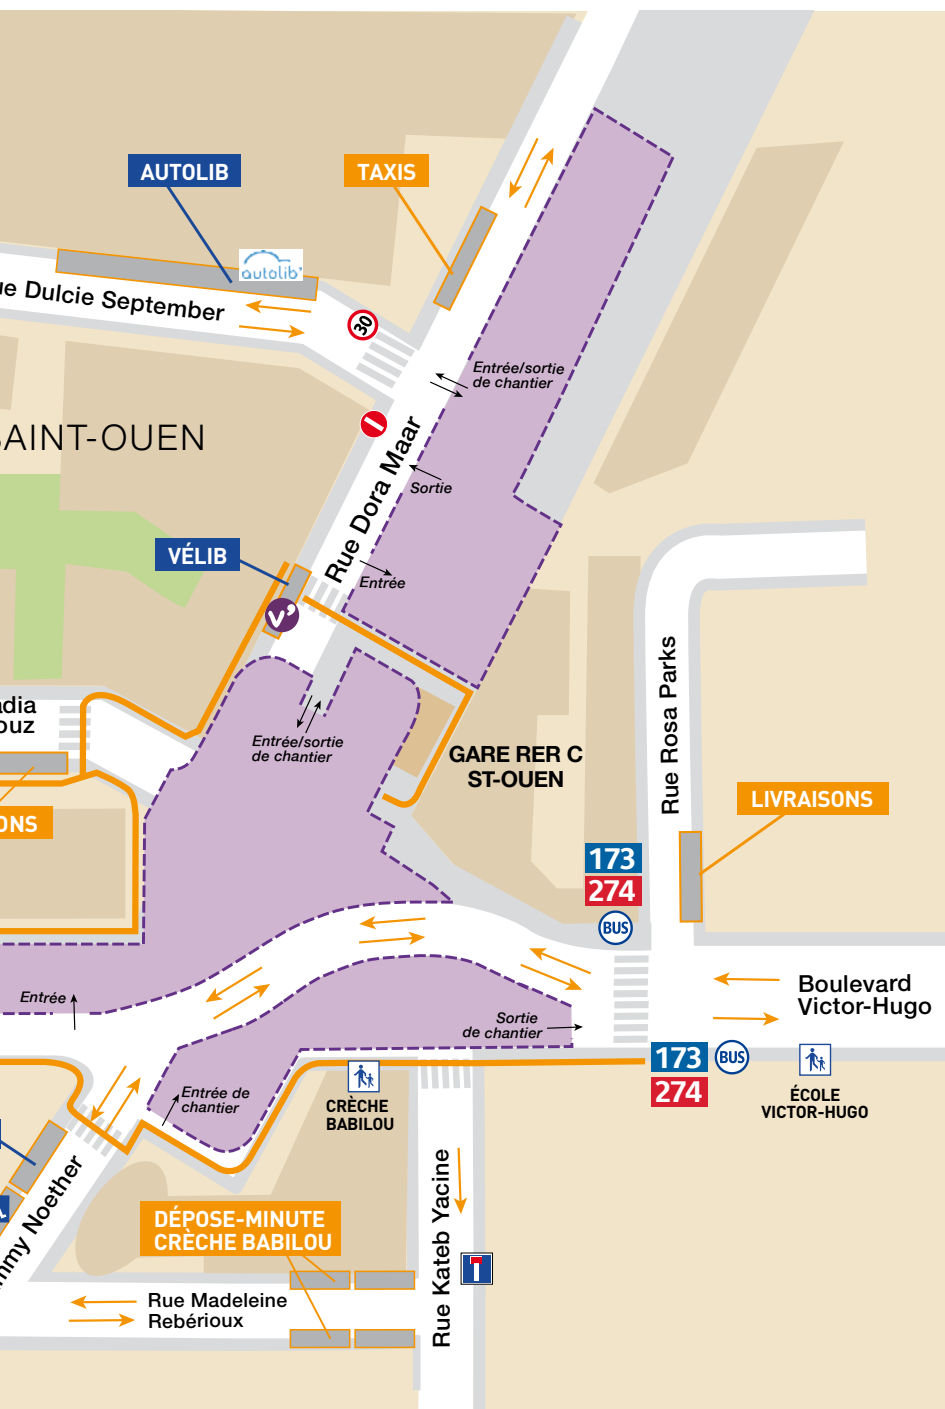 AUTOLIB
TAXIS
autolib'
ue Dulcie September
30
Entrée/sortie
de chantier
SAINT-OUEN
Rue Dora Maar
Sortie
VÉLIB
Entrée
v'
adia
ouz
Entrée/sortie
de chantier
GARE RER C
ST-OUEN
Rue Rosa Parks
ONS
LIVRAISONS
173
274
BUS
Entrée
Boulevard
Victor-Hugo
Sortie
de chantier
173
BUS
274
Entrée de
chantier
CRÈCHE
BABILOU
ÉCOLE
VICTOR-HUGO
mmy Noether
DÉPOSE-MINUTE
CRÈCHE BABILOU
Rue Kateb Yacine
Rue Madeleine
Rebérioux